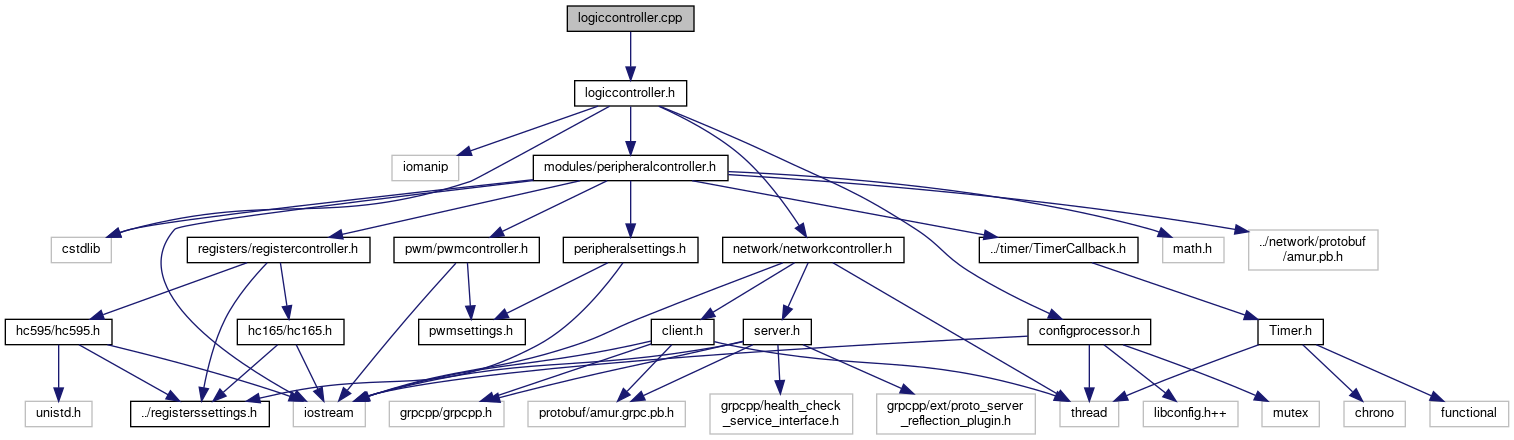 logiccontroller.cpp
logiccontroller.h
iomanip
modules/peripheralcontroller.h
cstdlib
registers/registercontroller.h
pwm/pwmcontroller.h
peripheralsettings.h
network/networkcontroller.h
../timer/TimerCallback.h
math.h
../network/protobuf
/amur.pb.h
hc595/hc595.h
hc165/hc165.h
pwmsettings.h
client.h
server.h
configprocessor.h
Timer.h
unistd.h
../registerssettings.h
iostream
grpcpp/grpcpp.h
protobuf/amur.grpc.pb.h
grpcpp/health_check
_service_interface.h
grpcpp/ext/proto_server
_reflection_plugin.h
thread
libconfig.h++
mutex
chrono
functional